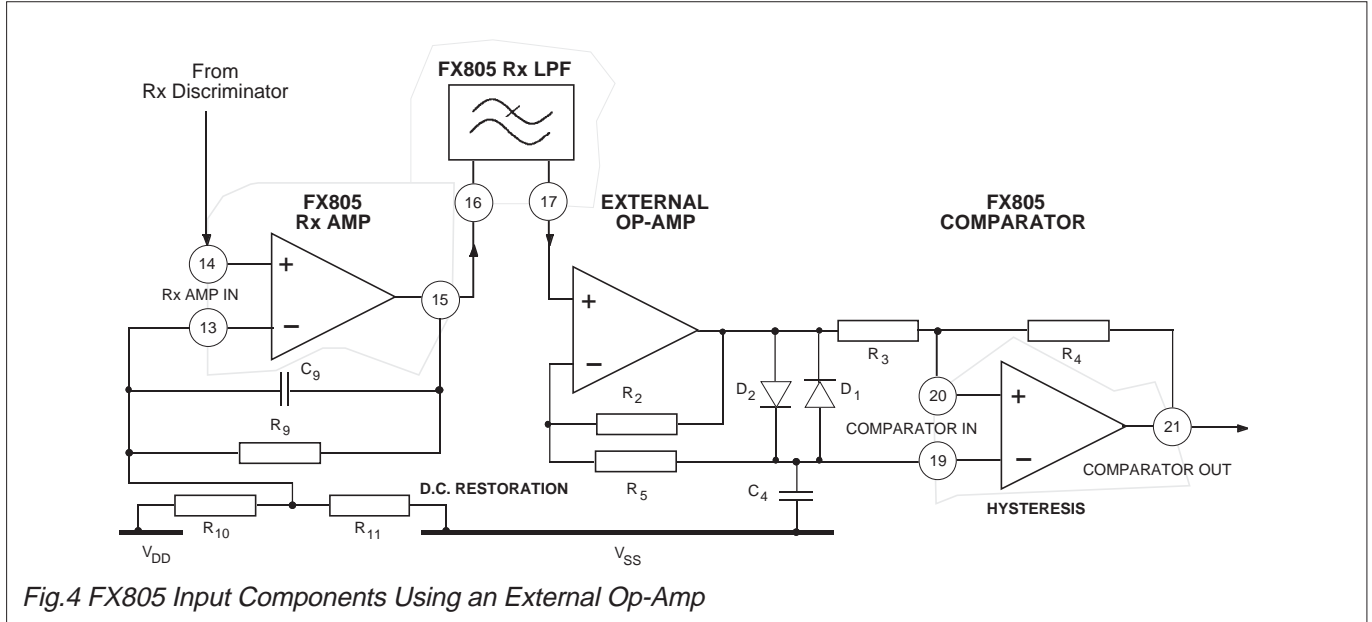 From
Rx Discriminator
FX805 Rx LPF
FX805
Rx AMP
16
17
EXTERNAL
OP-AMP
FX805
COMPARATOR
14
+
Rx AMP IN
13
−
15
C9
R9
R10
R11
VDD
D.C. RESTORATION
+
−
R2
R5
D2
D1
R3
R4
C4
VSS
20
+
COMPARATOR IN
19
−
21
COMPARATOR OUT
HYSTERESIS
Fig.4 FX805 Input Components Using an External Op-Amp